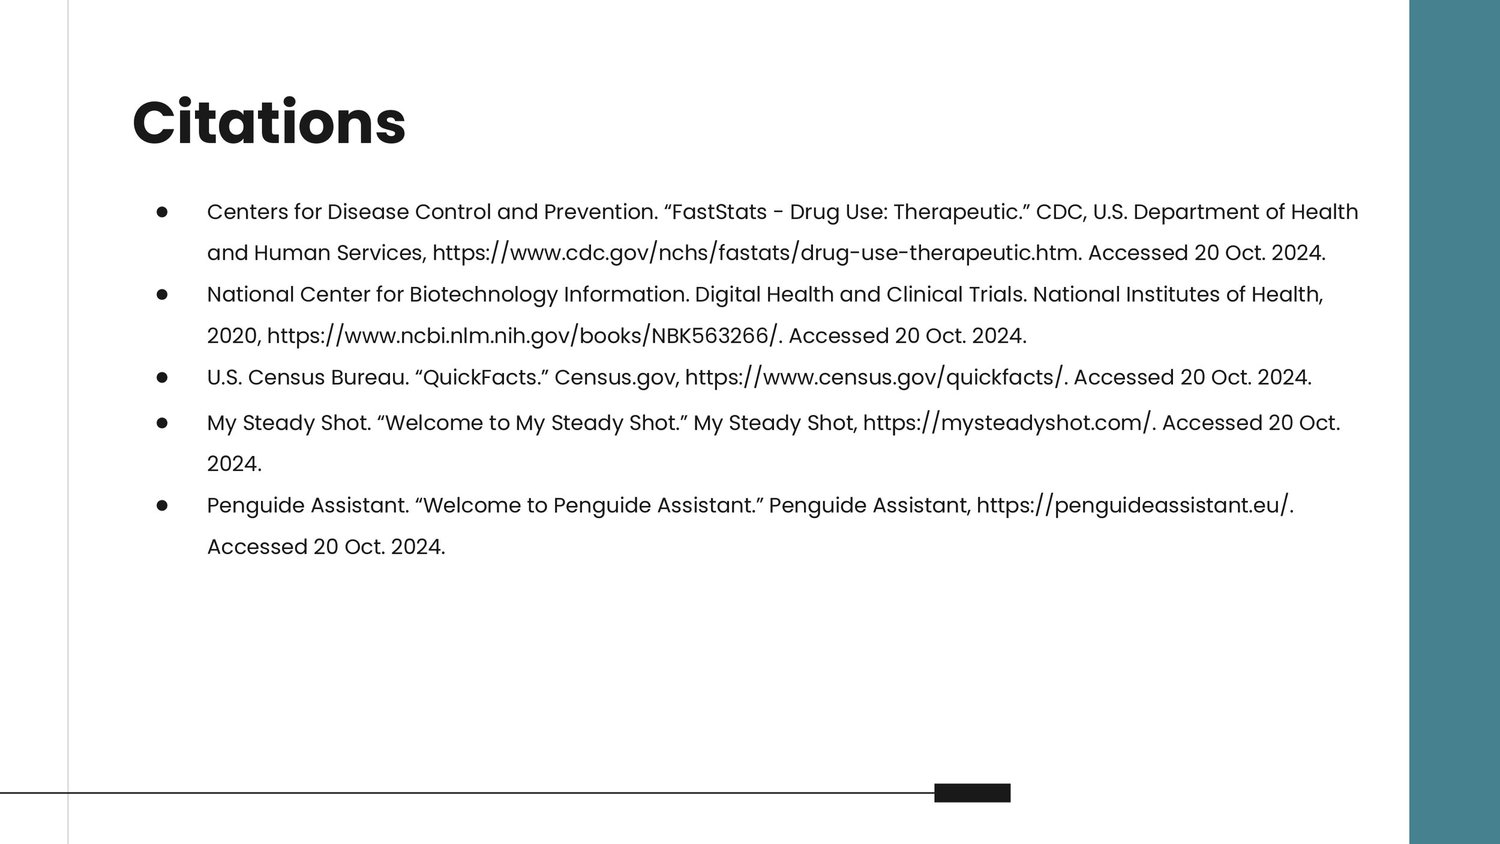 Citations
● Centers for Disease Control and Prevention. “FastStats - Drug Use: Therapeutic.” CDC, U.S. Department of Health
and Human Services, https://www.cdc.gov/nchs/fastats/drug-use-therapeutic.htm. Accessed 20 Oct. 2024.
● National Center for Biotechnology Information. Digital Health and Clinical Trials. National Institutes of Health,
2020, https://www.ncbi.nlm.nih.gov/books/NBK563266/. Accessed 20 Oct. 2024.
● U.S. Census Bureau. “QuickFacts.” Census.gov, https://www.census.gov/quickfacts/. Accessed 20 Oct. 2024.
● My Steady Shot. “Welcome to My Steady Shot.” My Steady Shot, https://mysteadyshot.com/. Accessed 20 Oct.
2024.
● Penguide Assistant. “Welcome to Penguide Assistant.” Penguide Assistant, https://penguideassistant.eu/.
Accessed 20 Oct. 2024.